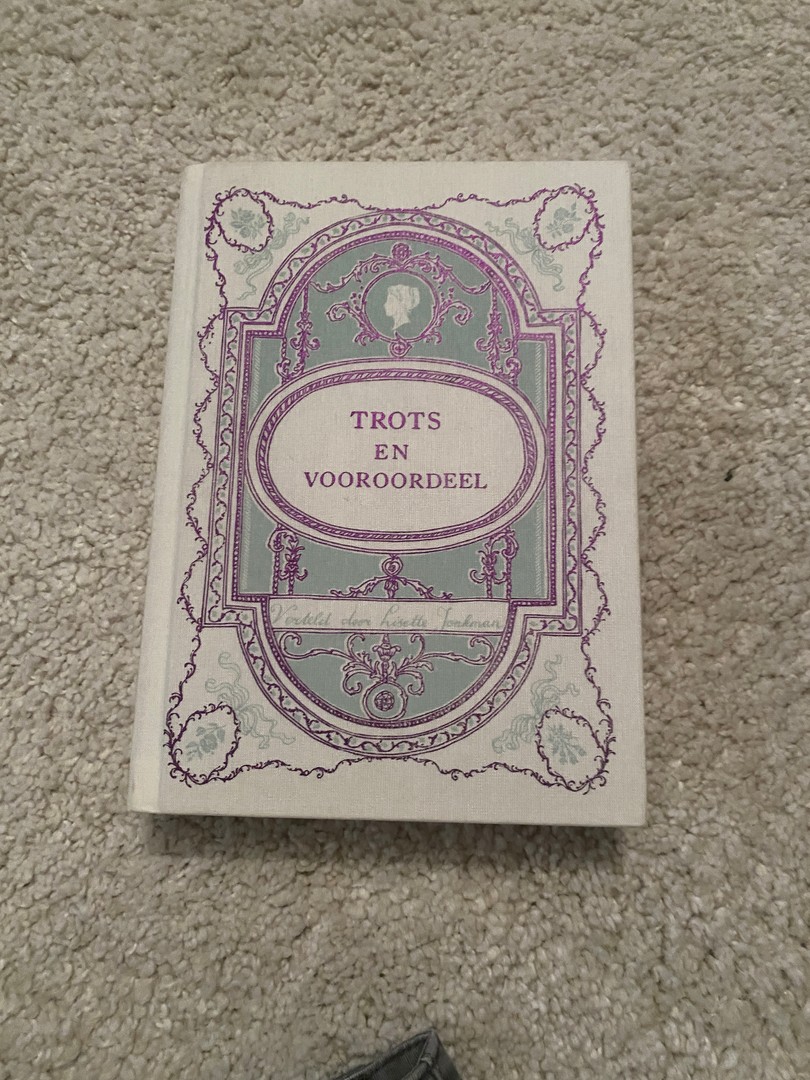 TROTS
EN
VOOROORDEEL
Verteld door Lisette Jonkman